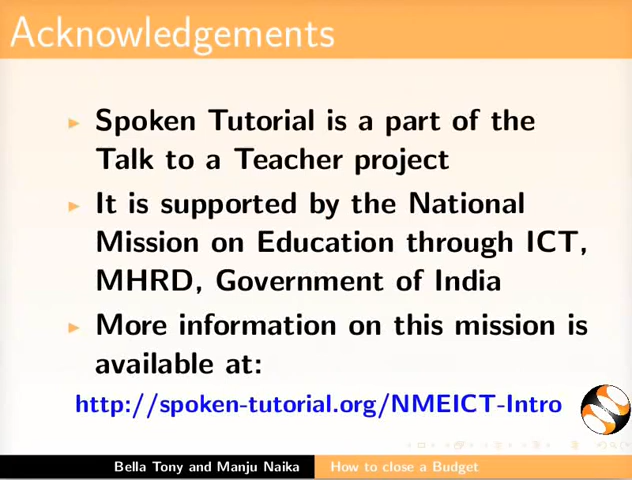 Acknowledgements
Spoken Tutorial is a part of the
Talk to a Teacher project
It is supported by the National
Mission on Education through ICT,
MHRD, Government of India
More information on this mission is
available at:
http://spoken-tutorial.org/NMEICT-Intro
Bella Tony and Manju Naika How to close a Budget